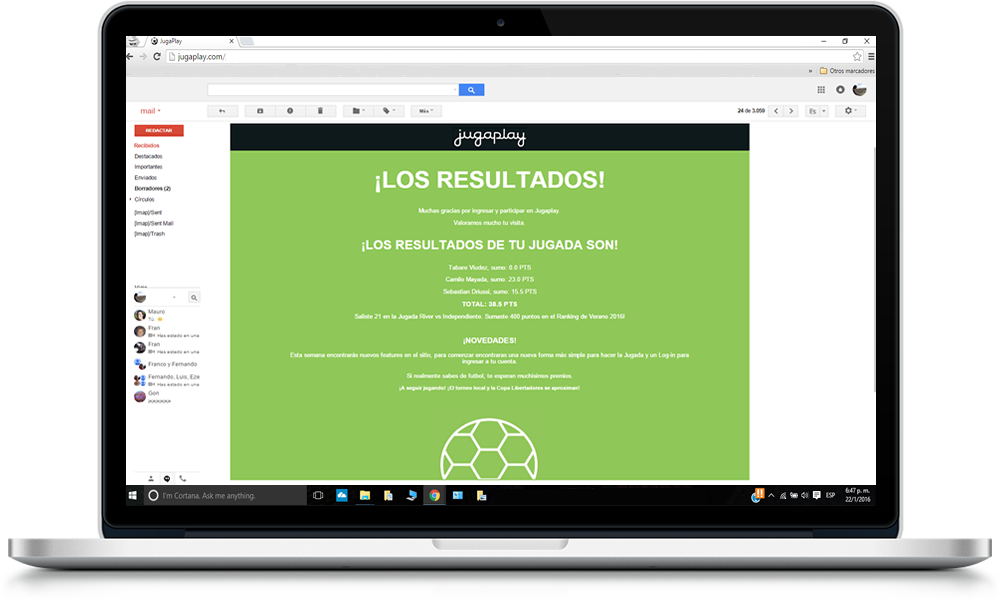 JugaPlay
jugaplay.com/
Otros marcadores
mail
Más
24 de 3.059
Es
REDACTAR
Recibidos
Destacados
Importantes
Enviados
Borradores (2)
Círculos
[Imap]/Sent
[Imap]/Sent Mail
[Imap]/Trash
Mauro
Tú:
Fran
Has estado en una
Fran
Has estado en una
Franco y Fernando
Fernando, Luis, Eze
Has estado en una
Gon
jugaplay
¡LOS RESULTADOS!
Muchas gracias por ingresar y participar en Jugaplay.
Valoramos mucho tu visita.
¡LOS RESULTADOS DE TU JUGADA SON!
Tabare Viudez, sumo: 0.0 PTS
Camilo Mayada, sumo: 23.0 PTS
Sebastian Driussi, sumo: 15.5 PTS
TOTAL: 38.5 PTS
Saliste 21 en la Jugada River vs Independiente. Sumaste 400 puntos en el Ranking de Verano 2016!
¡NOVEDADES!
Esta semana encontrarás nuevos features en el sitio, para comenzar encontraras una nueva forma más simple para hacer la Jugada y un Log-in para
ingresar a tu cuenta.
Si realmente sabes de futbol, te esperan muchisimos premios.
¡A seguir jugando! ¡El torneo local y la Copa Libertadores se aproximan!
I'm Cortana. Ask me anything.
ESP
6:47 p. m.
22/1/2016